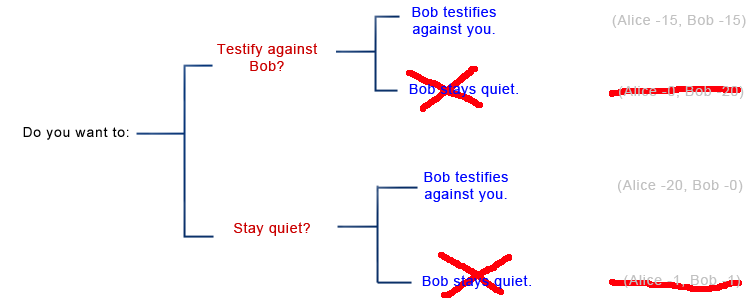 Bob testifies
against you.
(Alice -15, Bob -15)
Testify against
Bob?
Bob stays quiet.
(Alice -0, Bob -20)
Do you want to:
Bob testifies
against you.
(Alice -20, Bob -0)
Stay quiet?
Bob stays quiet.
(Alice -1, Bob -1)